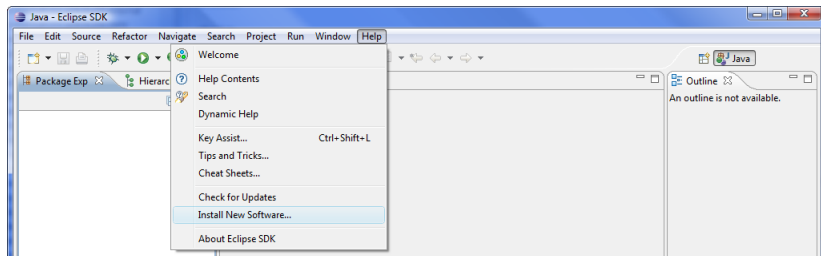 Java - Eclipse SDK
File Edit Source Refactor Navigate Search Project Run Window Help
Java
Package Exp Hierarc
Outline
An outline is not available.
Welcome
Help Contents
Search
Dynamic Help
Key Assist... Ctrl+Shift+L
Tips and Tricks...
Cheat Sheets...
Check for Updates
Install New Software...
About Eclipse SDK